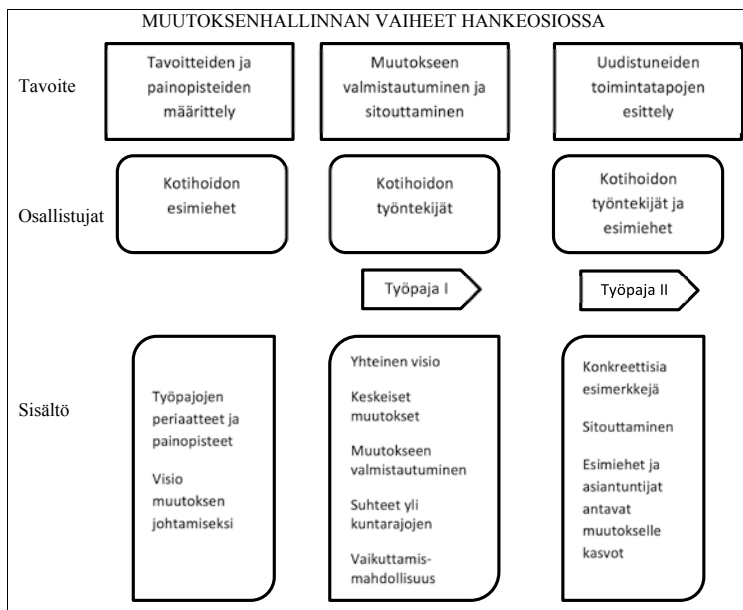 MUUTOKSENHALLINNAN VAIHEET HANKEOSIOSSA
Tavoite
Tavoitteiden ja
painopisteiden
määrittely
Muutokseen
valmistautuminen ja
sitouttaminen
Uudistuneiden
toimintatapojen
esittely
Osallistujat
Kotihoidon
esimiehet
Kotihoidon
työntekijät
Kotihoidon
työntekijät ja
esimiehet
Työpaja I
Työpaja II
Sisältö
Työpajojen
periaatteet ja
painopisteet
Visio
muutoksen
johtamiseksi
Yhteinen visio
Keskeiset
muutokset
Muutokseen
valmistautuminen
Suhteet yli
kuntarajojen
Vaikuttamis-
mahdollisuus
Konkreettisia
esimerkkejä
Sitouttaminen
Esimiehet ja
asiantuntijat
antavat
muutokselle
kasvot